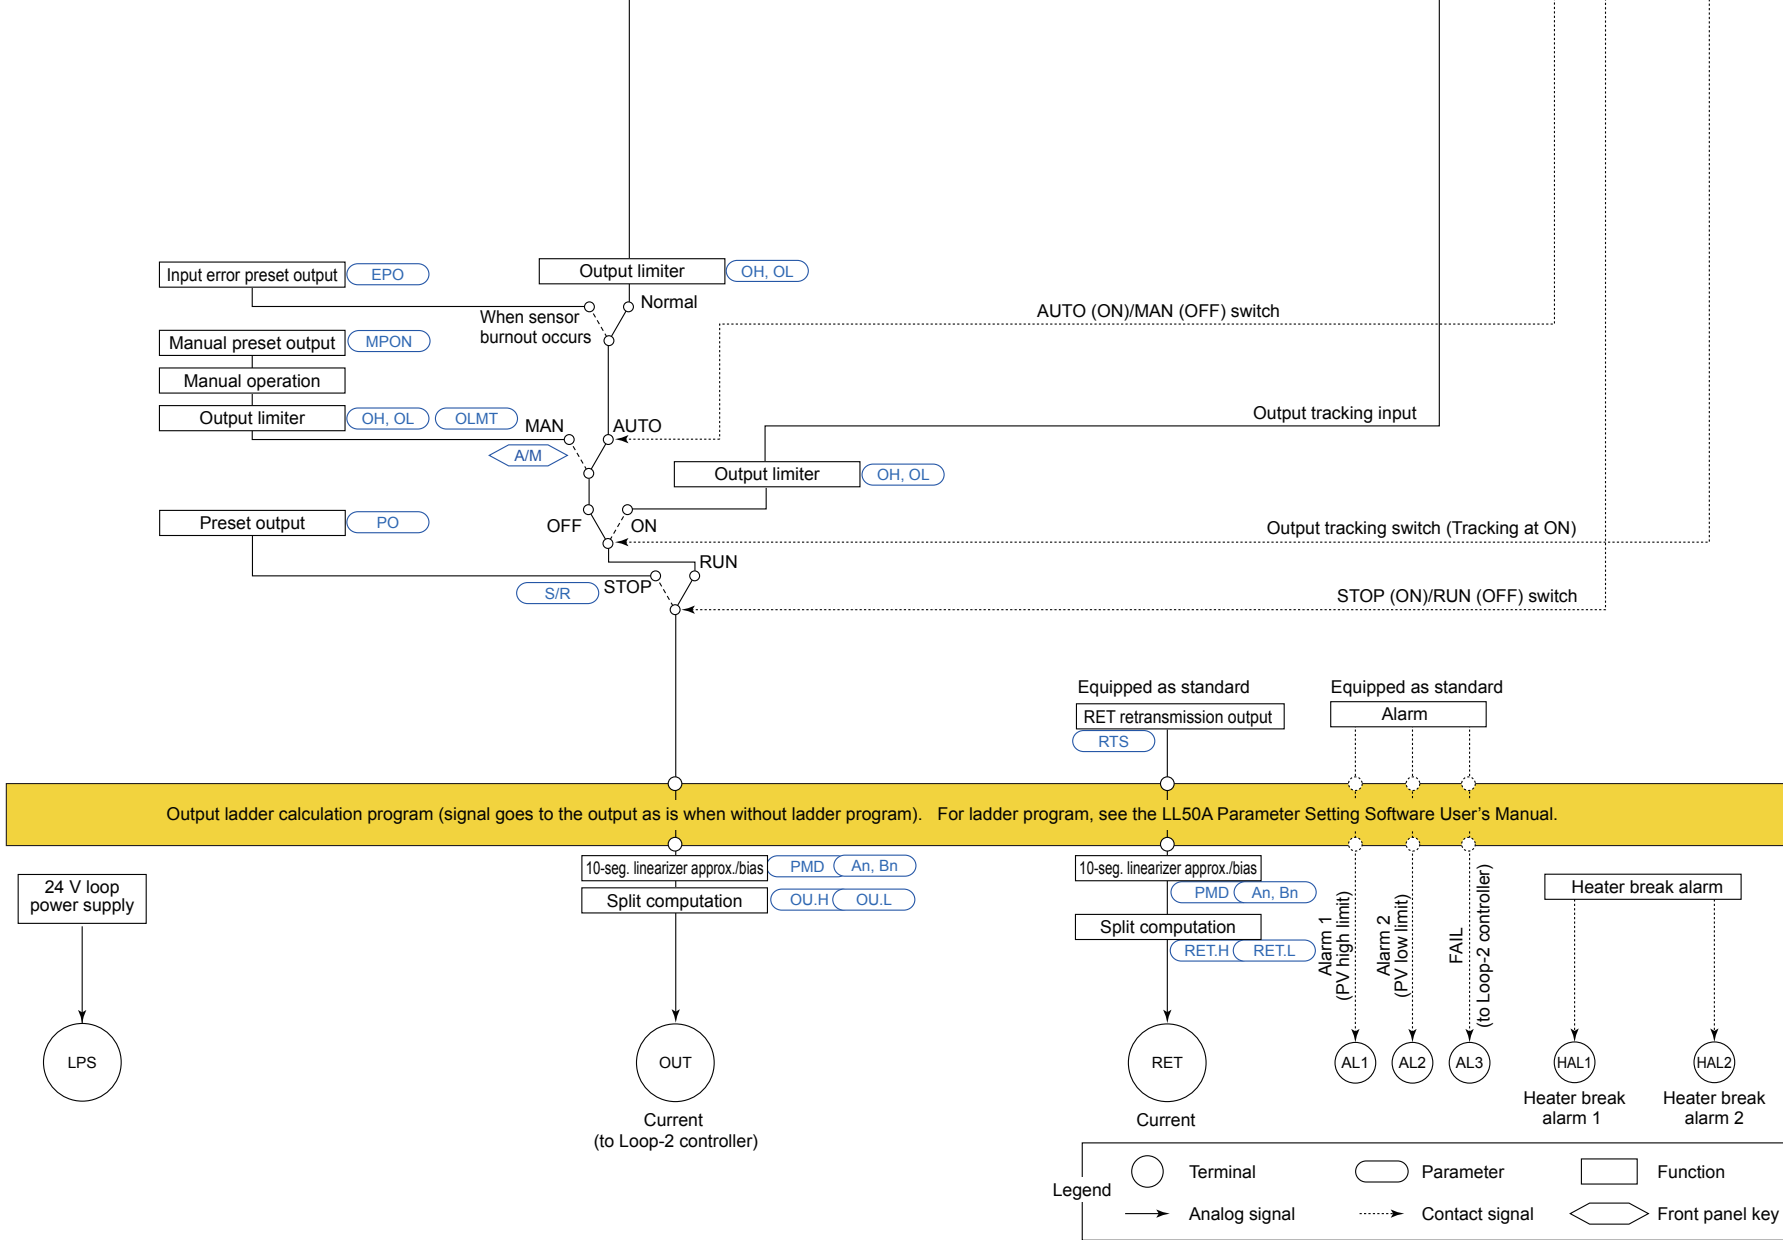 Input error preset output
EPO
Output limiter
OH, OL
Normal
When sensor
burnout occurs
AUTO (ON)/MAN (OFF) switch
Manual preset output
MPON
Manual operation
Output limiter
OH, OL
OLMT
MAN
AUTO
A/M
Output tracking input
Output limiter
OH, OL
Preset output
PO
OFF
ON
Output tracking switch (Tracking at ON)
RUN
STOP
S/R
STOP (ON)/RUN (OFF) switch
Equipped as standard
RET retransmission output
RTS
Equipped as standard
Alarm
Output ladder calculation program (signal goes to the output as is when without ladder program). For ladder program, see the LL50A Parameter Setting Software User's Manual.
24 V loop
power supply
10-seg. linearizer approx./bias
PMD
An, Bn
Split computation
OU.H
OU.L
10-seg. linearizer approx./bias
PMD
An, Bn
Split computation
RET.H
RET.L
Alarm 1
(PV high limit)
Alarm 2
(PV low limit)
FAIL
(to Loop-2 controller)
Heater break alarm
LPS
OUT
RET
AL1
AL2
AL3
HAL1
HAL2
Current
(to Loop-2 controller)
Current
Heater break
alarm 1
Heater break
alarm 2
Legend
Terminal
Parameter
Function
Analog signal
Contact signal
Front panel key